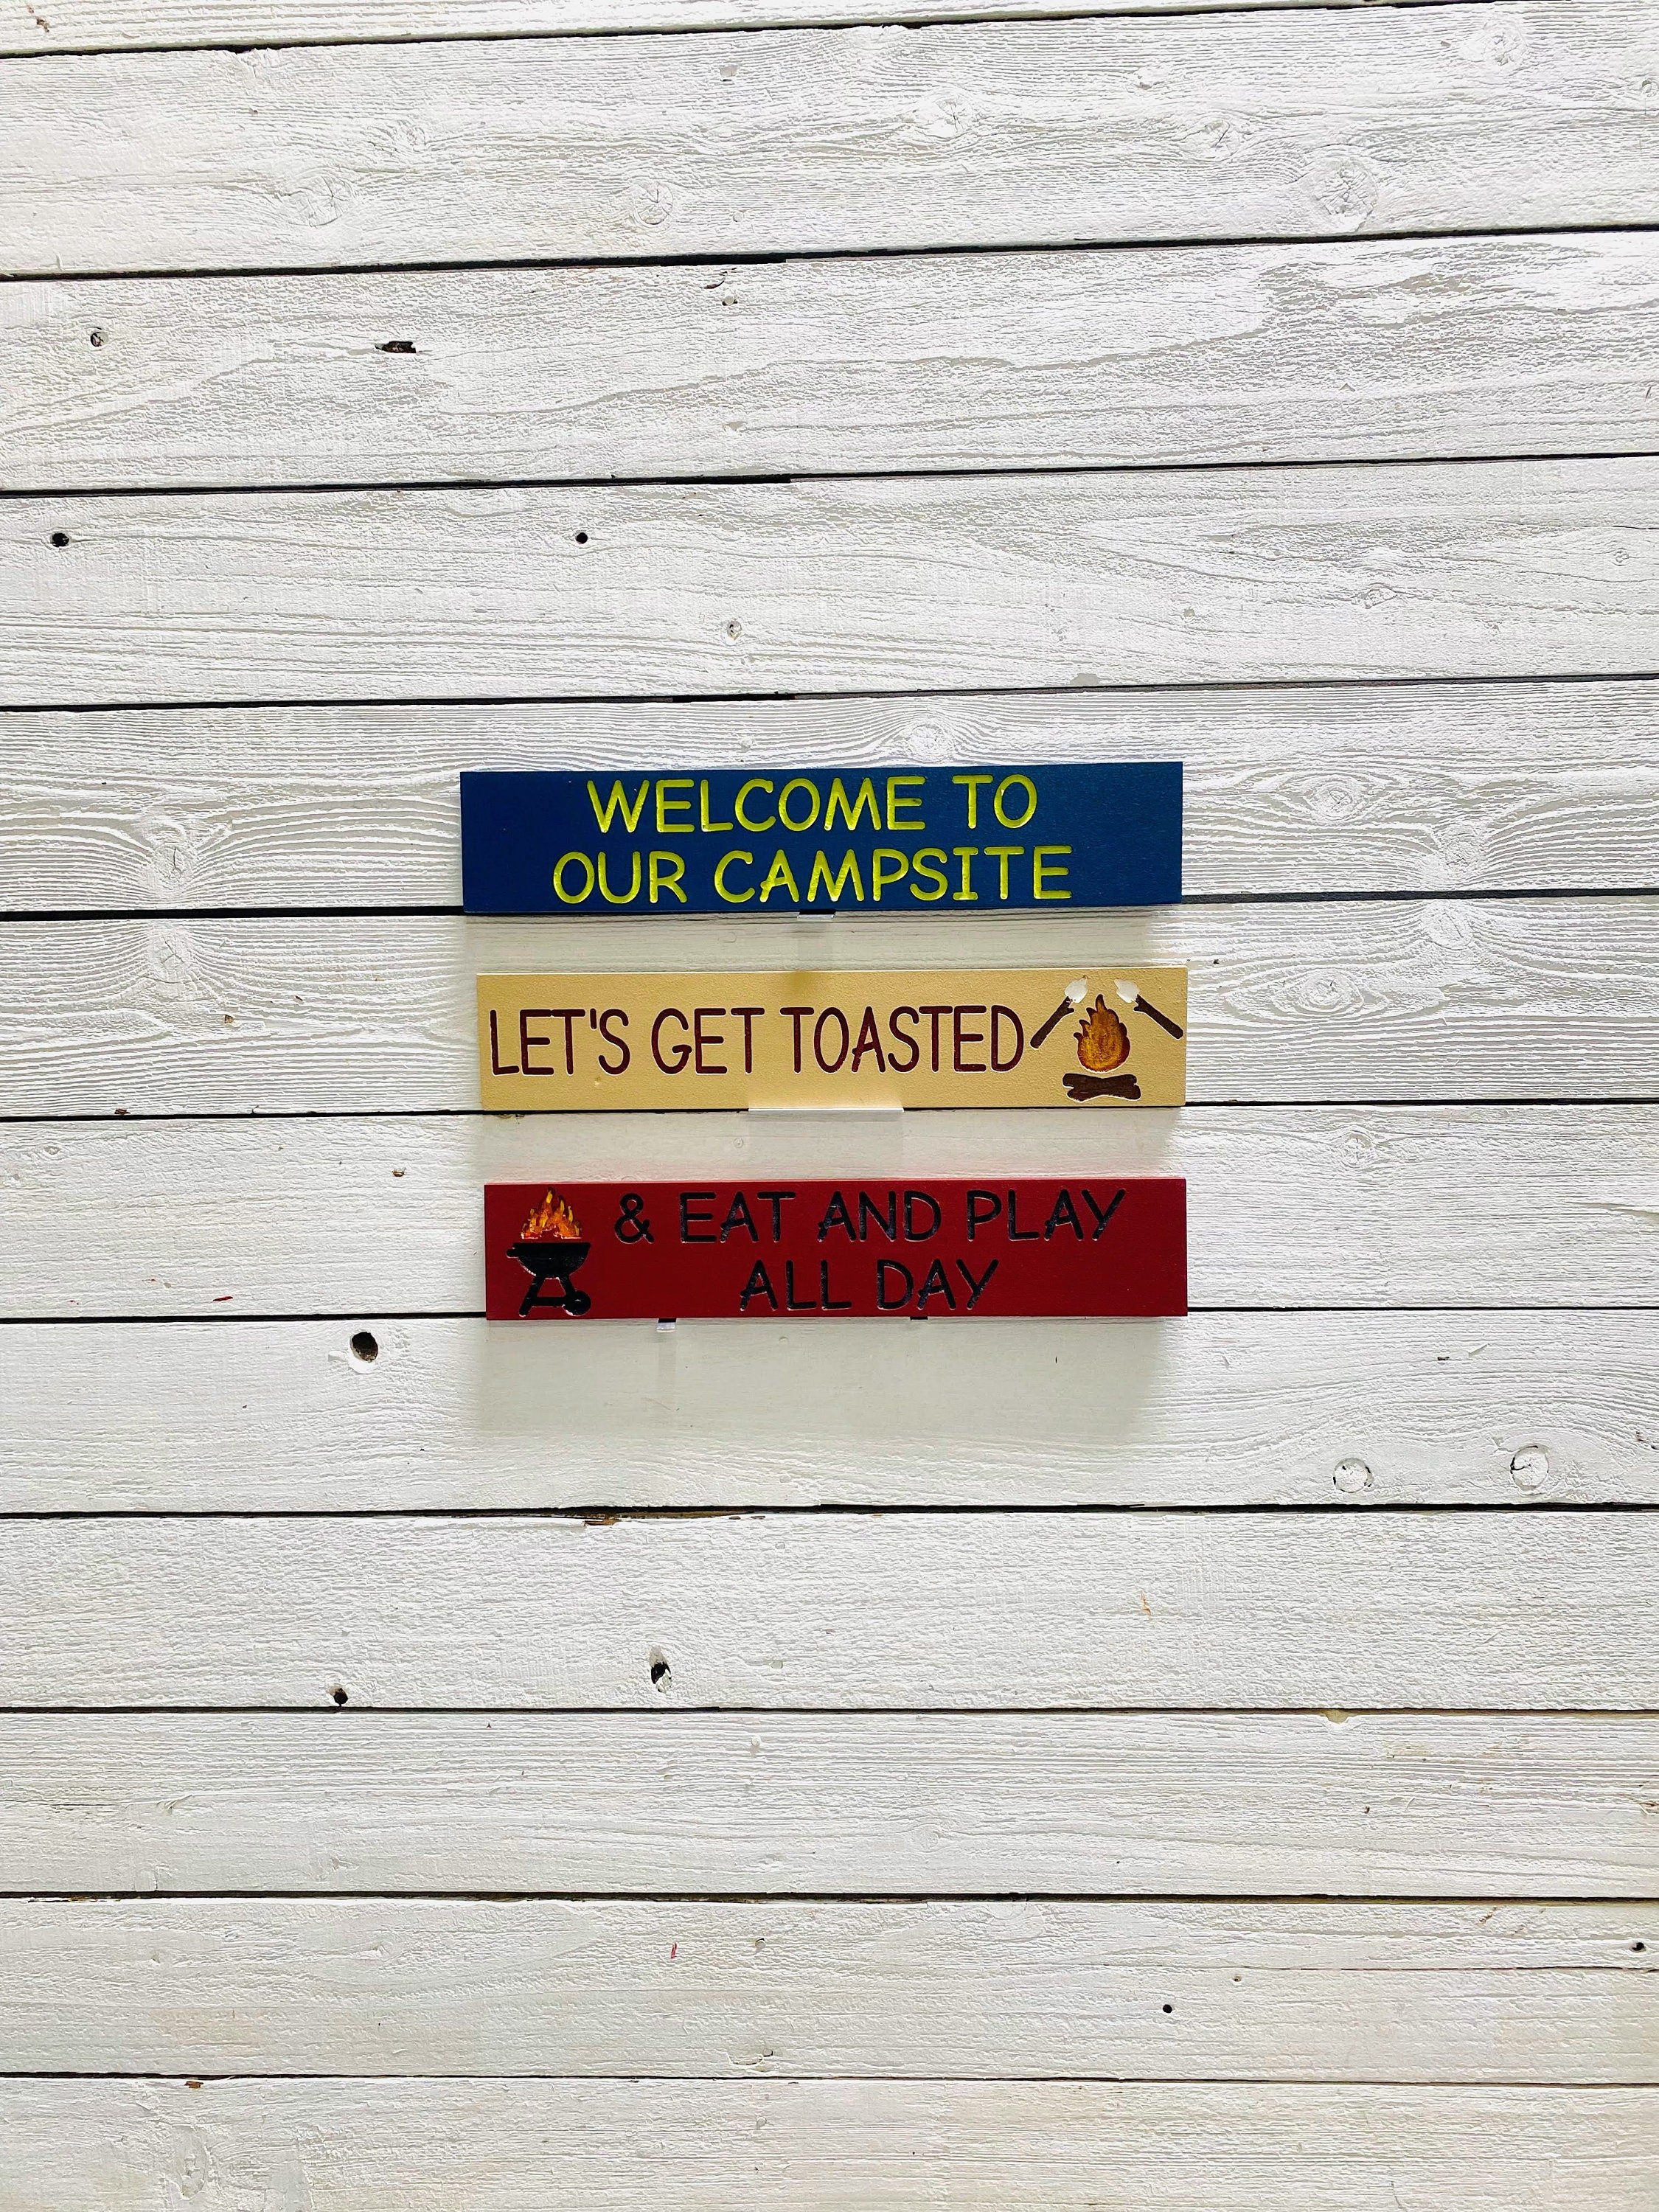 WELCOME TO
OUR CAMPSITE
LET'S GET TOASTED
& EAT AND PLAY
ALL DAY